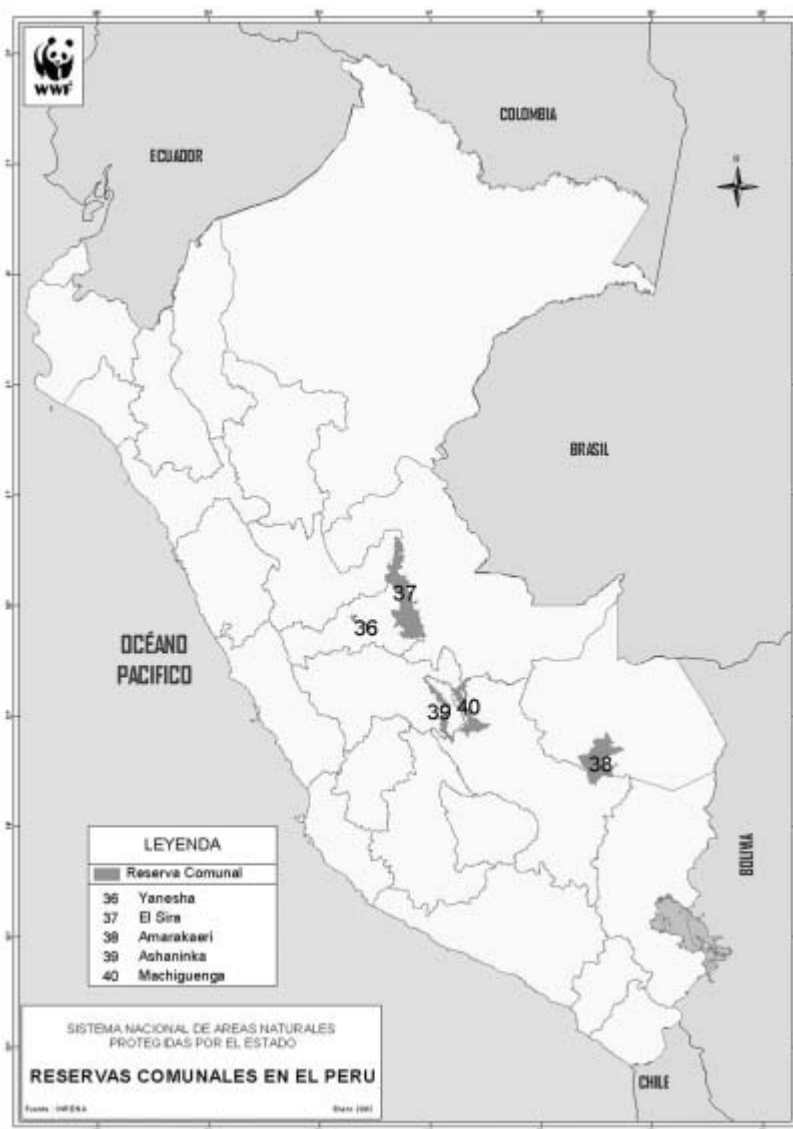 WWF
COLOMBIA
ECUADOR
N
BRASIL
37
36
OCÉANO
PACIFICO
39
40
38
BOLIVIA
LEYENDA
Reserva Comunal
36 Yanesha
37 El Sira
38 Amarakaeri
39 Ashaninka
40 Machiguenga
SISTEMA NACIONAL DE AREAS NATURALES
PROTEGIDAS POR EL ESTADO
RESERVAS COMUNALES EN EL PERU
Fuente : INRENA
CHILE